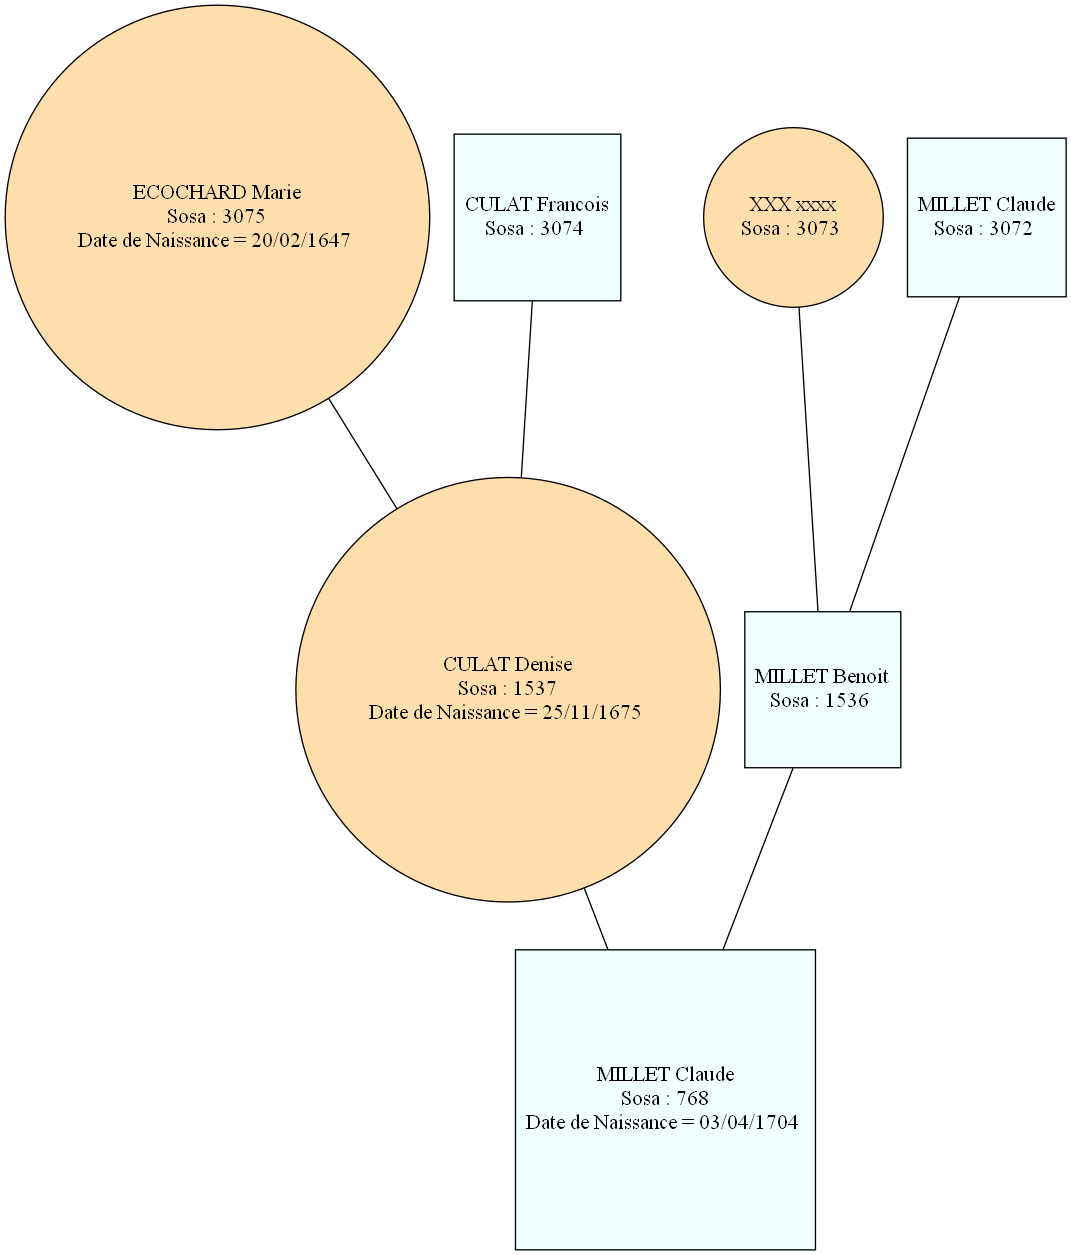 ECOCHARD Marie
Sosa : 3075
Date de Naissance = 20/02/1647
CULAT Francois
Sosa : 3074
XXX xxxx
Sosa : 3073
MILLET Claude
Sosa : 3072
CULAT Denise
Sosa : 1537
Date de Naissance = 25/11/1675
MILLET Benoit
Sosa : 1536
MILLET Claude
Sosa : 768
Date de Naissance = 03/04/1704